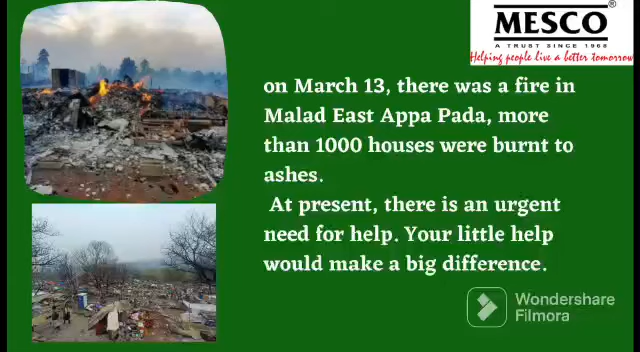 MESCO®
A TRUST SINCE 1968
Helping people live a better tomorrow
on March 13, there was a fire in
Malad East Appa Pada, more
than 1000 houses were burnt to
ashes.
At present, there is an urgent
need for help. Your little help
would make a big difference.
Wondershare
Filmora